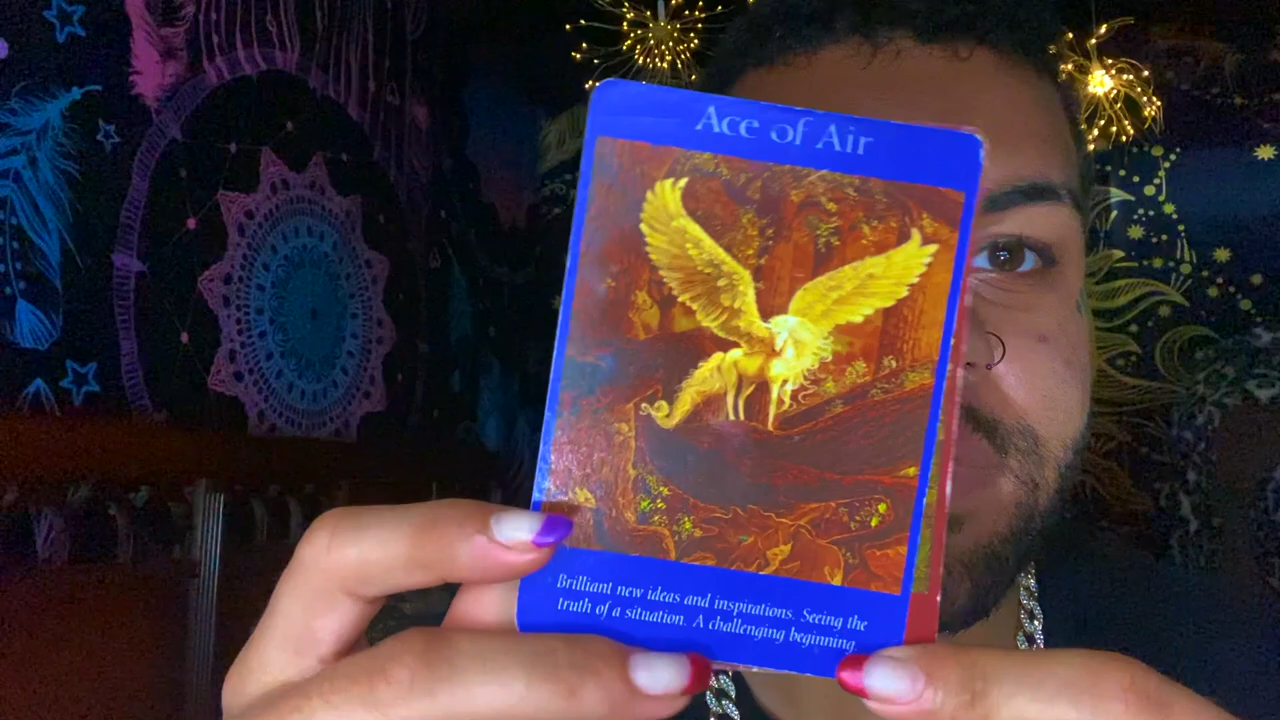 Ace of Air
Brilliant new ideas and inspirations. Seeing the
truth of a situation. A challenging beginning.